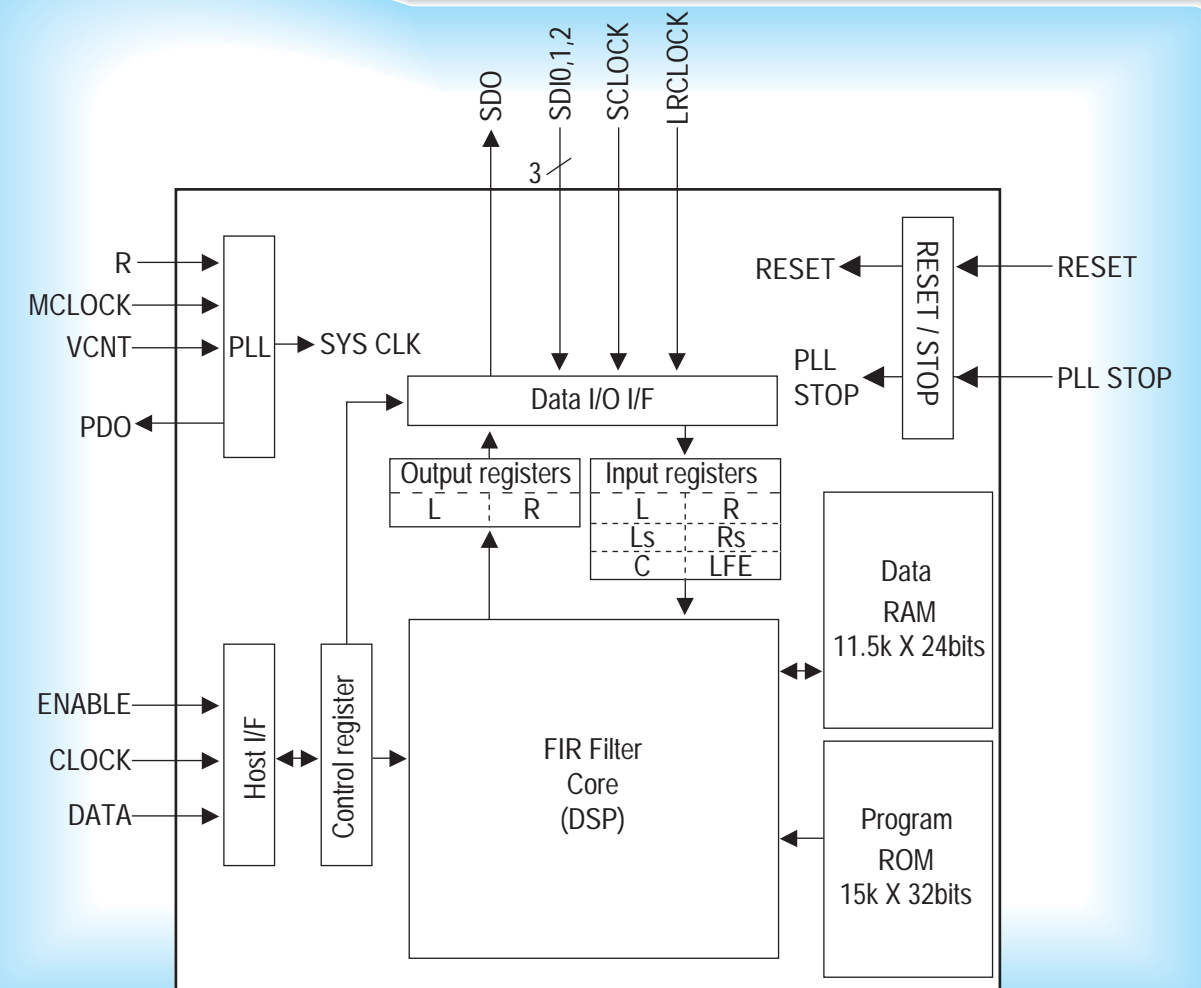 SDO
SDI0,1,2
SCLOCK
LRCLOCK
3
R
MCLOCK
VCNT
PDO
PLL
SYS CLK
RESET
PLL
STOP
RESET / STOP
RESET
PLL STOP
Data I/O I/F
Output registers
L R
Input registers
L R
Ls Rs
C LFE
Data
RAM
11.5k X 24bits
ENABLE
CLOCK
DATA
Host I/F
Control register
FIR Filter
Core
(DSP)
Program
ROM
15k X 32bits